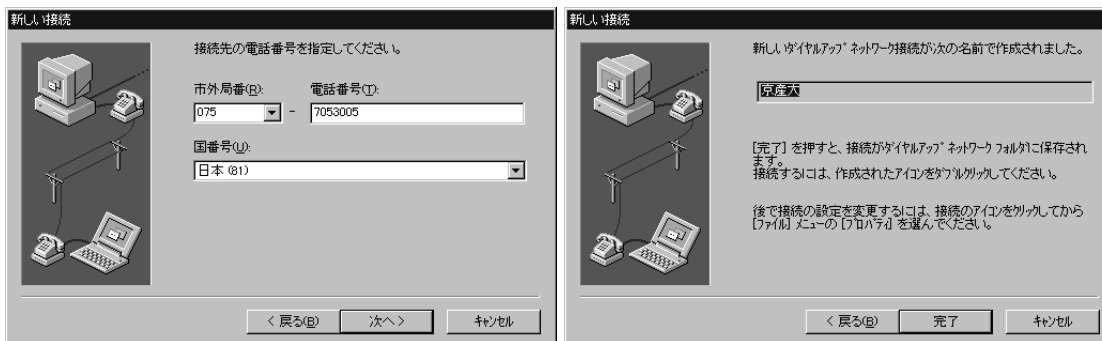 新しい接続
接続先の電話番号を指定してください。
市外局番(R): 電話番号(T):
075 - 7053005
国番号(U):
日本 (81)
< 戻る(B) 次へ > キャンセル
新しい接続
新しいダイヤルアップ ネットワーク接続が次の名前で作成されました。
京産大
[完了] を押すと、接続がダイヤルアップ ネットワーク フォルダに保存され
ます。
接続するには、作成されたアイコンをダブルクリックしてください。
後で接続の設定を変更するには、接続のアイコンをクリックしてから
[ファイル] メニューの [プロパティ] を選んでください。
< 戻る(B) 完了 キャンセル